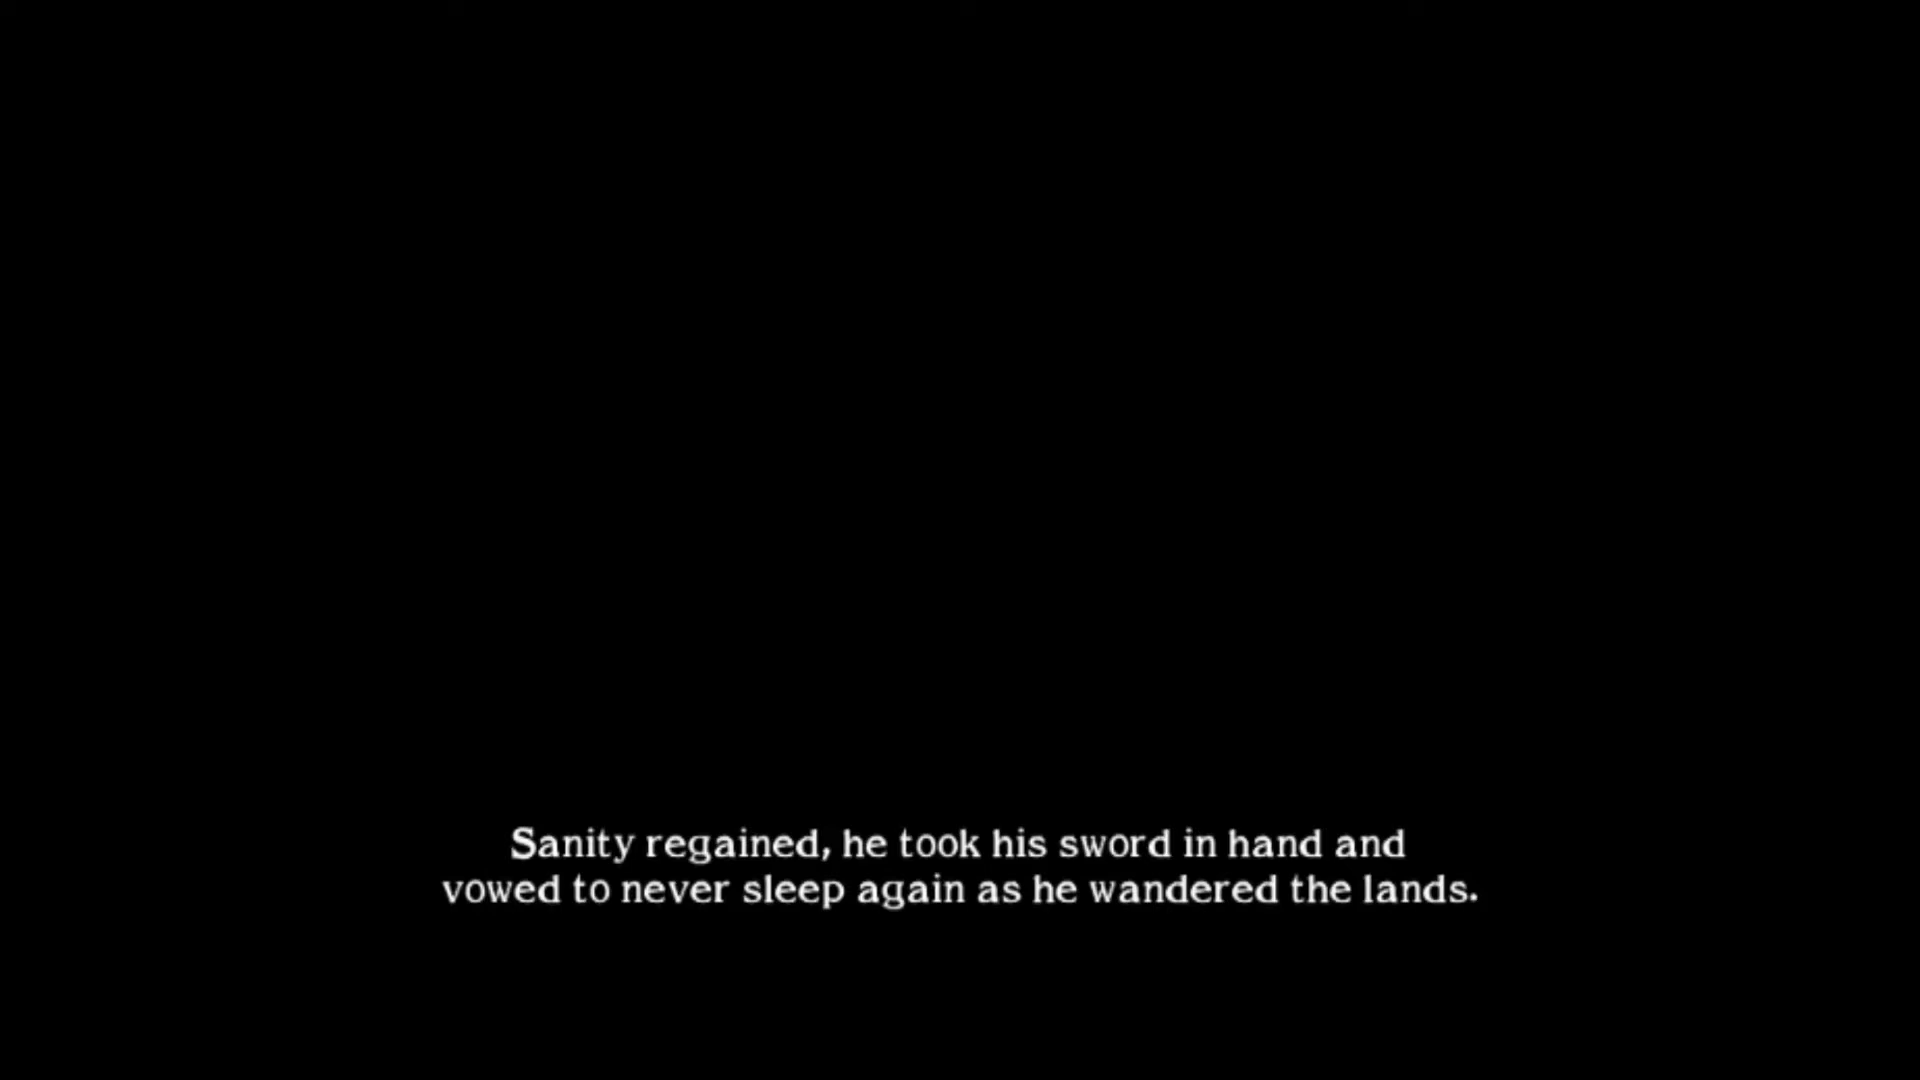 Sanity regained, he took his sword in hand and
vowed to never sleep again as he wandered the lands.